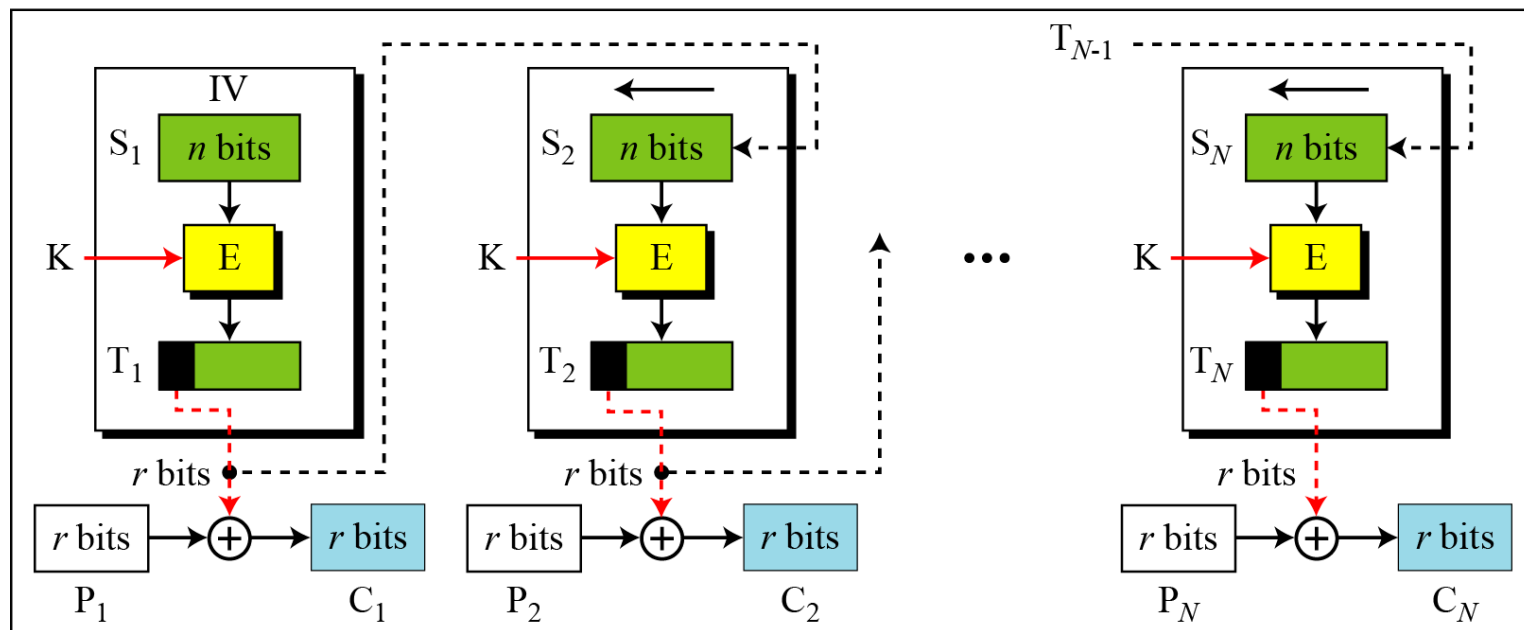 T_{N-1}
IV
S_1 n bits
S_2 n bits
S_N n bits
K E
K E
K E
...
T_1
T_2
T_N
r bits
r bits
r bits
r bits r bits
r bits r bits
r bits r bits
P_1 C_1
P_2 C_2
P_N C_N